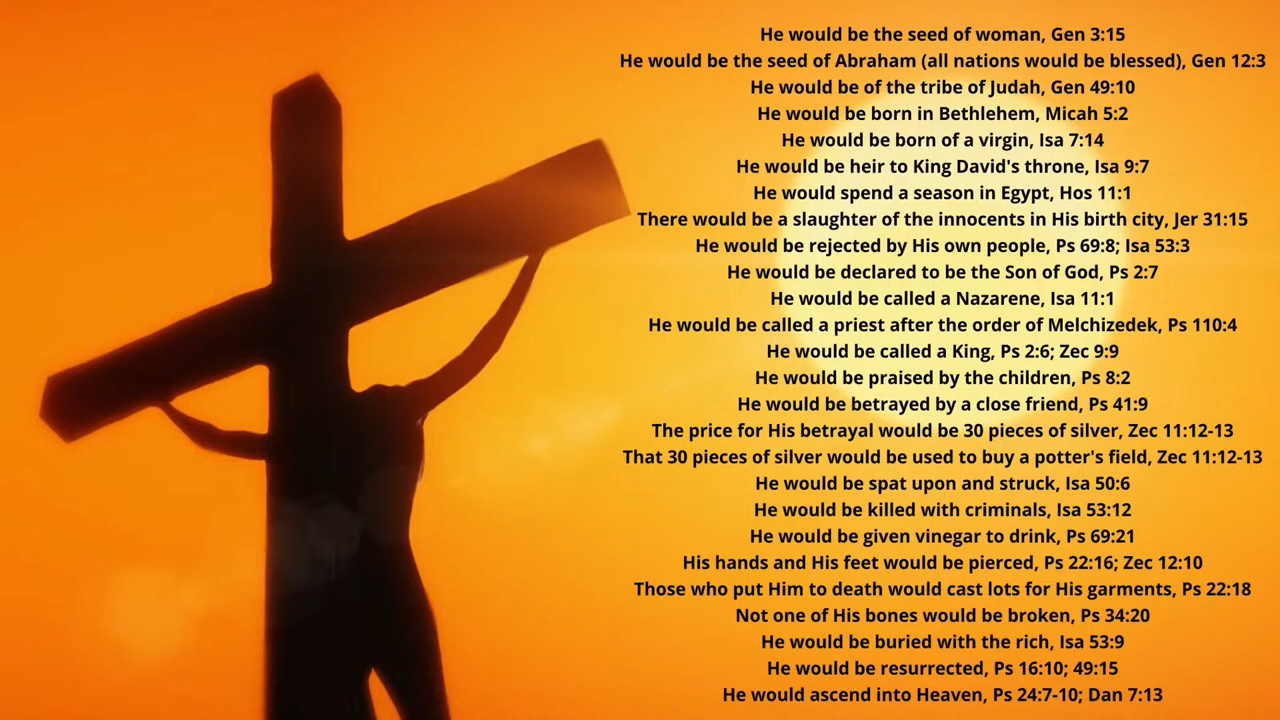 He would be the seed of woman, Gen 3:15
He would be the seed of Abraham (all nations would be blessed), Gen 12:3
He would be of the tribe of Judah, Gen 49:10
He would be born in Bethlehem, Micah 5:2
He would be born of a virgin, Isa 7:14
He would be heir to King David's throne, Isa 9:7
He would spend a season in Egypt, Hos 11:1
There would be a slaughter of the innocents in His birth city, Jer 31:15
He would be rejected by His own people, Ps 69:8; Isa 53:3
He would be declared to be the Son of God, Ps 2:7
He would be called a Nazarene, Isa 11:1
He would be called a priest after the order of Melchizedek, Ps 110:4
He would be called a King, Ps 2:6; Zec 9:9
He would be praised by the children, Ps 8:2
He would be betrayed by a close friend, Ps 41:9
The price for His betrayal would be 30 pieces of silver, Zec 11:12-13
That 30 pieces of silver would be used to buy a potter's field, Zec 11:12-13
He would be spat upon and struck, Isa 50:6
He would be killed with criminals, Isa 53:12
He would be given vinegar to drink, Ps 69:21
His hands and His feet would be pierced, Ps 22:16; Zec 12:10
Those who put Him to death would cast lots for His garments, Ps 22:18
Not one of His bones would be broken, Ps 34:20
He would be buried with the rich, Isa 53:9
He would be resurrected, Ps 16:10; 49:15
He would ascend into Heaven, Ps 24:7-10; Dan 7:13